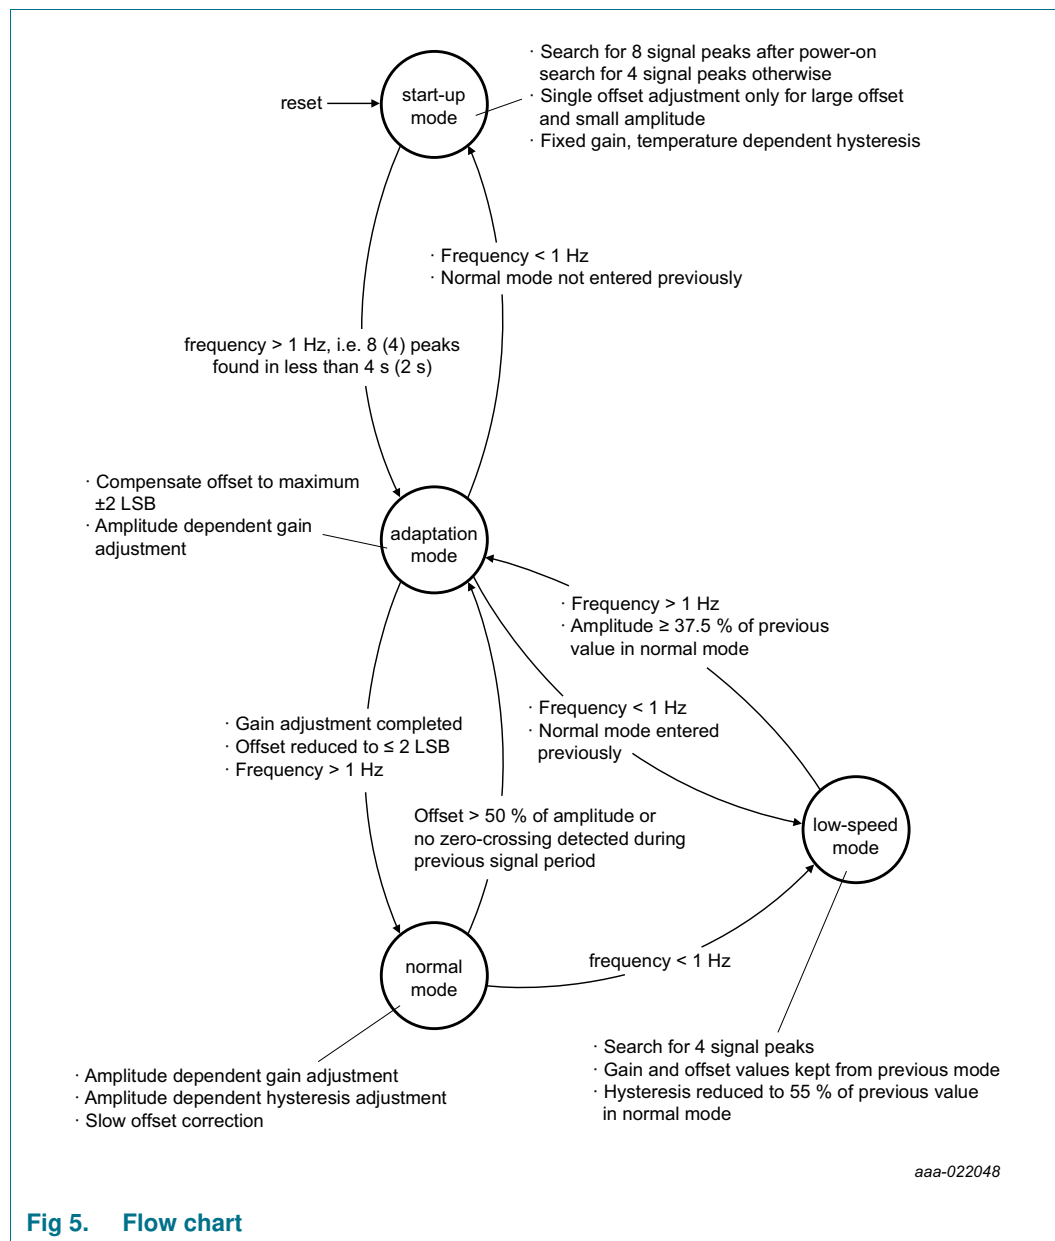 · Search for 8 signal peaks after power-on
search for 4 signal peaks otherwise
· Single offset adjustment only for large offset
and small amplitude
· Fixed gain, temperature dependent hysteresis
reset
start-up
mode
· Frequency < 1 Hz
· Normal mode not entered previously
frequency > 1 Hz, i.e. 8 (4) peaks
found in less than 4 s (2 s)
· Compensate offset to maximum
±2 LSB
· Amplitude dependent gain
adjustment
adaptation
mode
· Frequency > 1 Hz
· Amplitude ≥ 37.5 % of previous
value in normal mode
· Frequency < 1 Hz
· Normal mode entered
previously
· Gain adjustment completed
· Offset reduced to ≤ 2 LSB
· Frequency > 1 Hz
Offset > 50 % of amplitude or
no zero-crossing detected during
previous signal period
low-speed
mode
normal
mode
frequency < 1 Hz
· Amplitude dependent gain adjustment
· Amplitude dependent hysteresis adjustment
· Slow offset correction
· Search for 4 signal peaks
· Gain and offset values kept from previous mode
· Hysteresis reduced to 55 % of previous value
in normal mode
aaa-022048
Fig 5. Flow chart